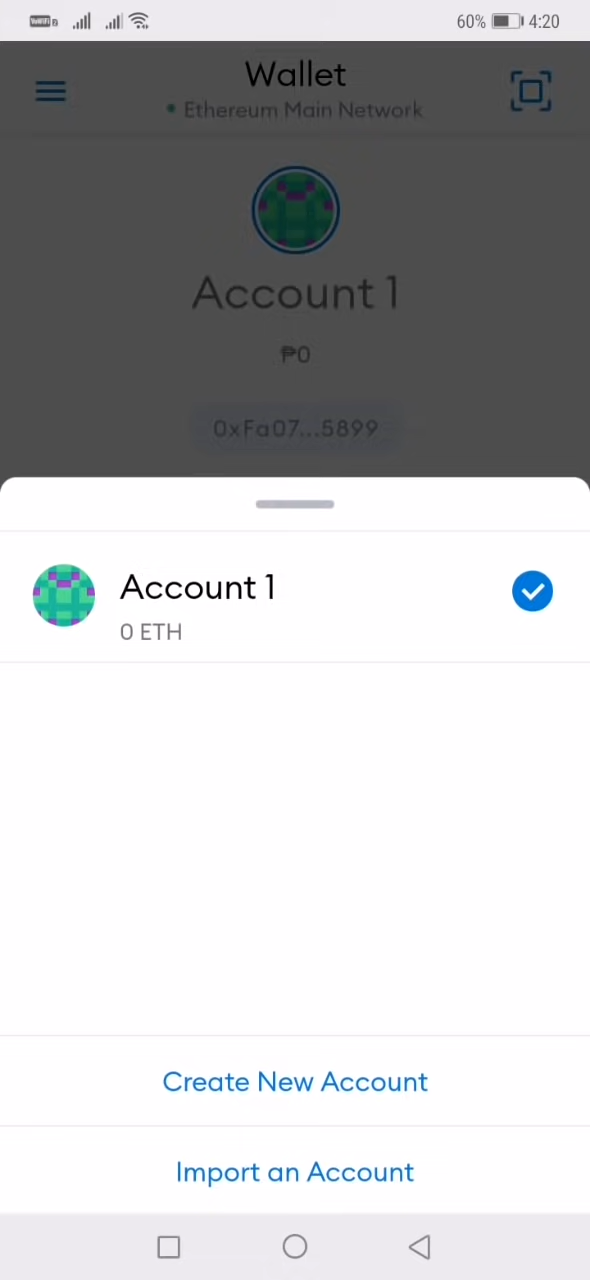 60% 4:20
Wallet
Ethereum Main Network
Account 1
₱0
0xFa07...5899
Account 1
0 ETH
Create New Account
Import an Account